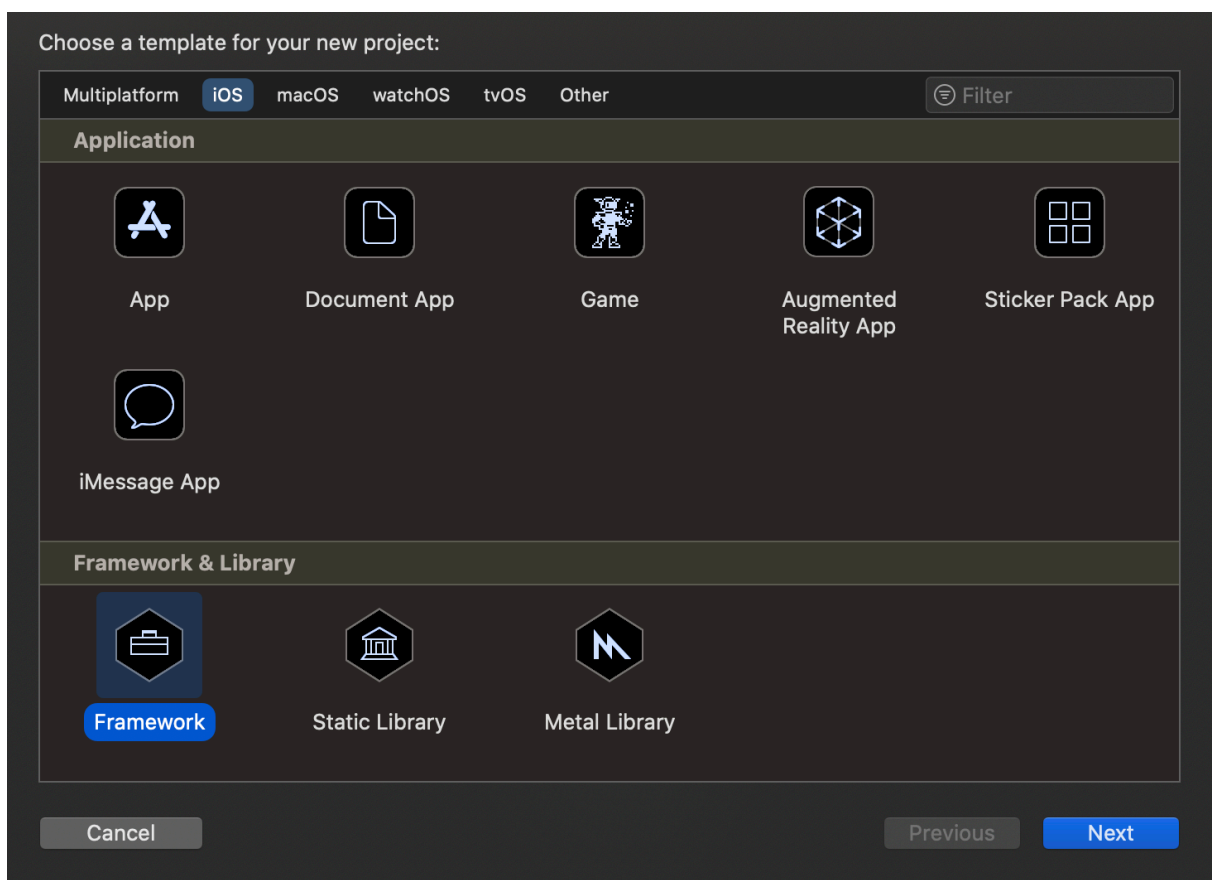 Choose a template for your new project:
Multiplatform iOS macOS watchOS tvOS Other Filter
Application
App Document App Game Augmented Reality App Sticker Pack App
iMessage App
Framework & Library
Framework Static Library Metal Library
Cancel Previous Next